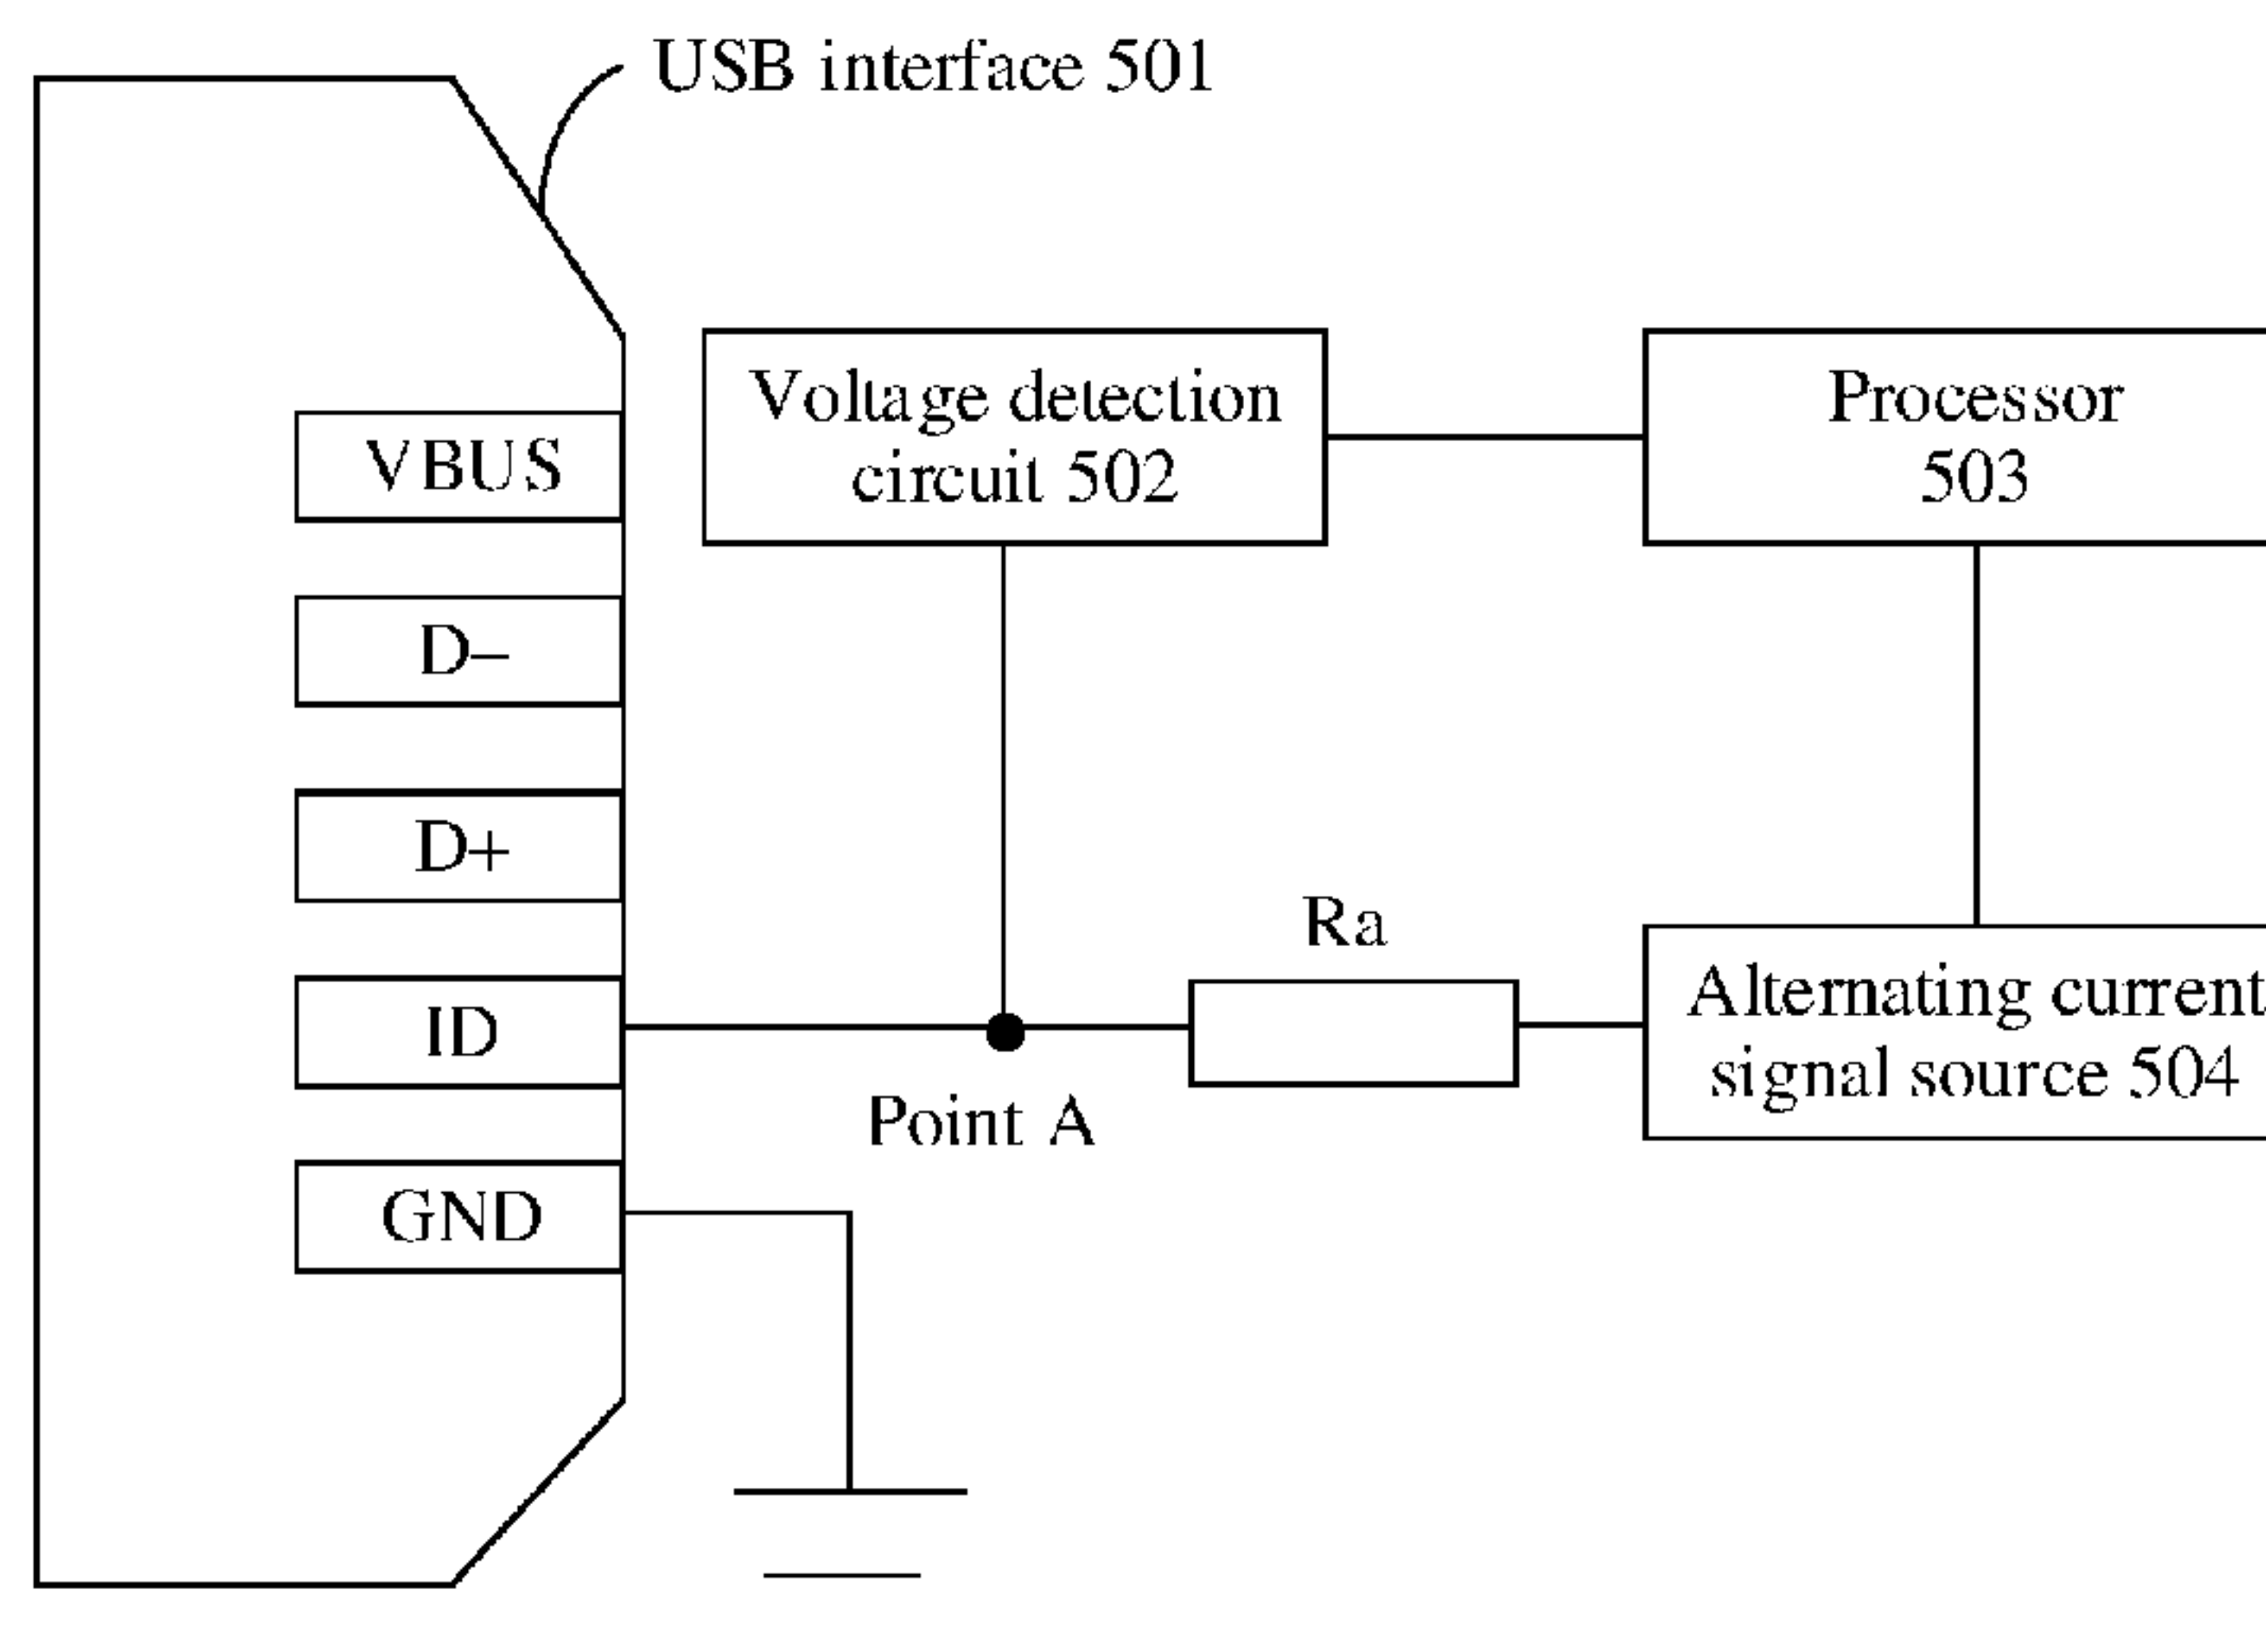 USB interface 501
Voltage detection
circuit 502
Processor
503
VBUS
D–
D+
Ra
ID
Alternating current
signal source 504
Point A
GND